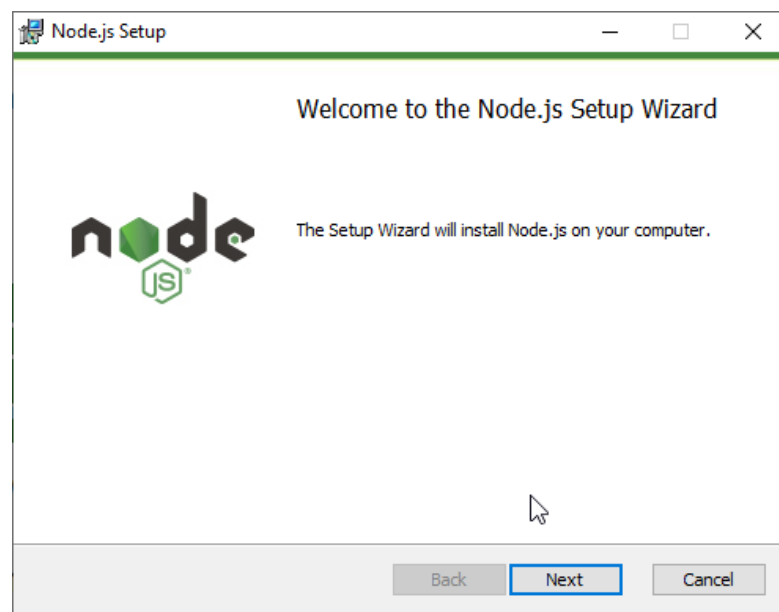 Node.js Setup
Welcome to the Node.js Setup Wizard
node
JS®
The Setup Wizard will install Node.js on your computer.
Back
Next
Cancel